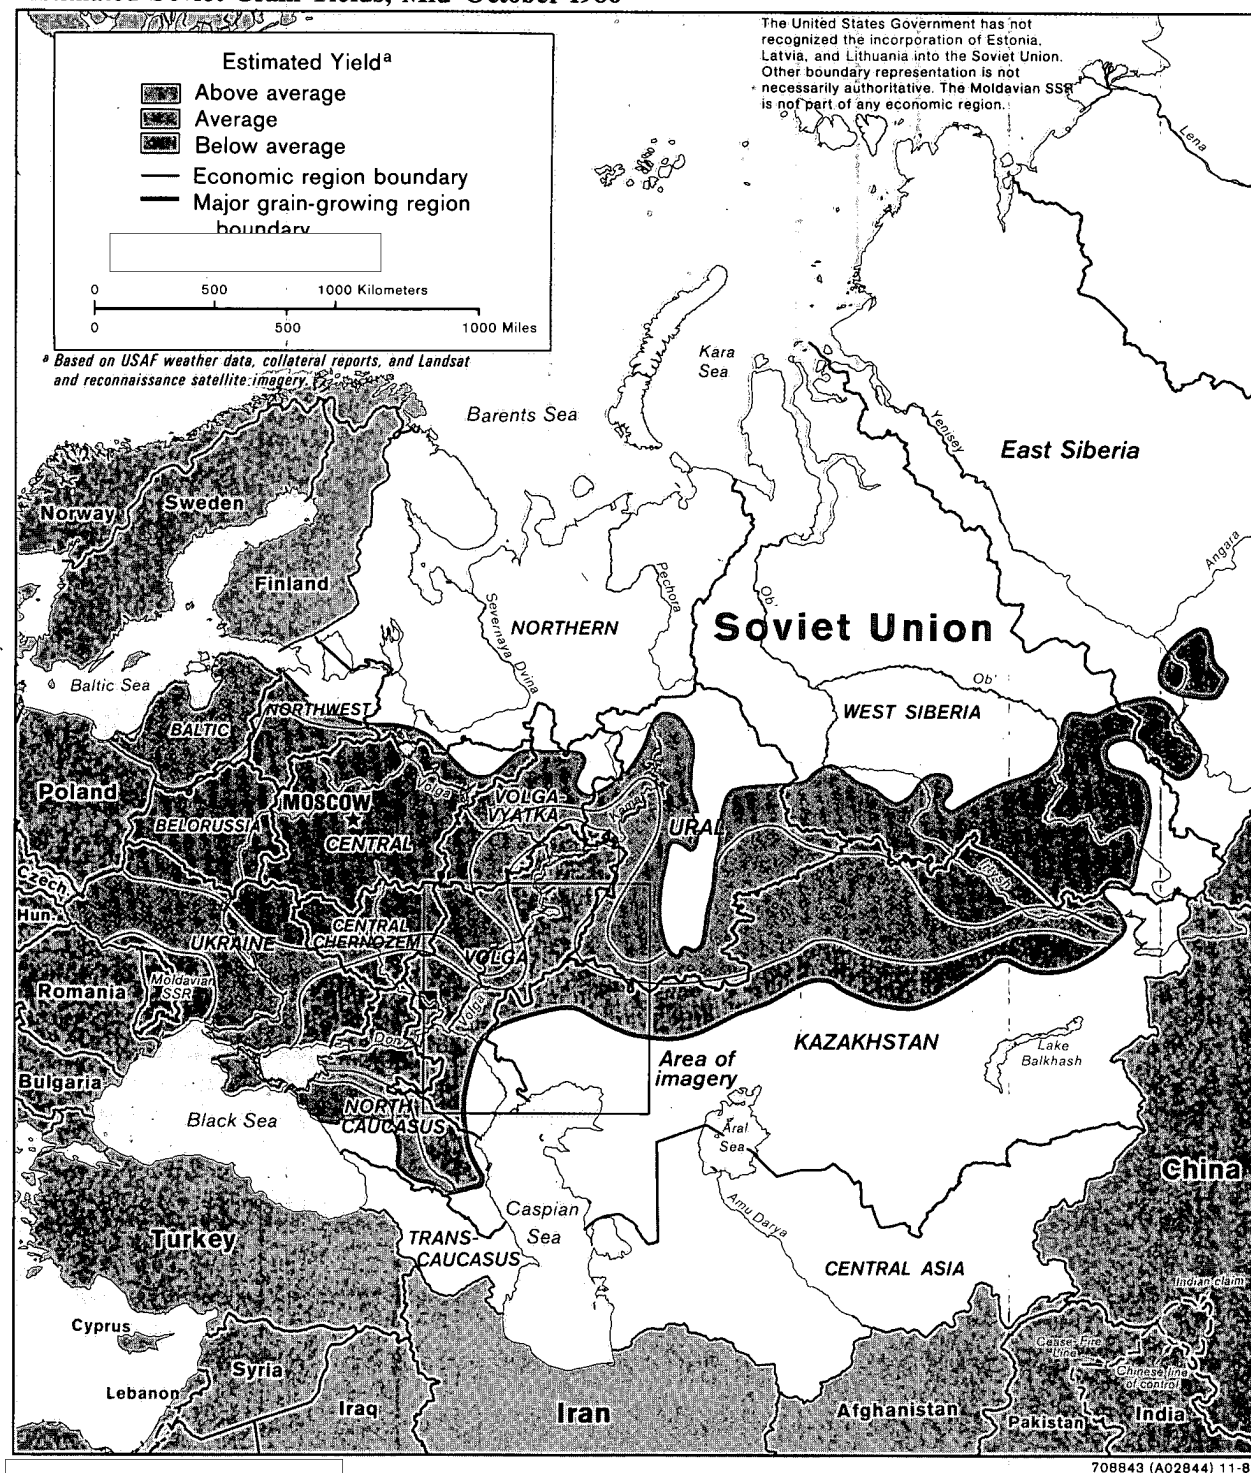 The United States Government has not
recognized the incorporation of Estonia,
Latvia, and Lithuania into the Soviet Union.
Other boundary representation is not
necessarily authoritative. The Moldavian SSR
is not part of any economic region.
Estimated Yieldᵃ
Above average
Average
Below average
Economic region boundary
Major grain-growing region
boundary
0 500 1000 Kilometers
0 500 1000 Miles
ᵃ Based on USAF weather data, collateral reports, and Landsat
and reconnaissance satellite imagery.
Lena
Kara
Sea
Barents Sea
Yenisey
East Siberia
Norway
Sweden
Finland
Angara
Pechora
Ob'
Severnaya Dvina
NORTHERN
Soviet Union
Baltic Sea
Ob'
NORTHWEST
BALTIC
WEST SIBERIA
Poland
MOSCOW
Volga
VOLGA-
VYATKA
Kama
BELORUSSIA
URAL
CENTRAL
Irtysh
Czech.
Hun.
CENTRAL
CHERNOZEM
UKRAINE
VOLGA
Romania
Moldavian
SSR
Volga
Don
KAZAKHSTAN
Lake
Balkhash
Area of
imagery
Bulgaria
Black Sea
NORTH
CAUCASUS
Aral
Sea
China
Amu Darya
Caspian
Sea
Turkey
TRANS-
CAUCASUS
CENTRAL ASIA
Indian claim
Cyprus
Cease-Fire
Line
Syria
Chinese line
of control
Lebanon
Iraq
Iran
Afghanistan
Pakistan
India
708843 (A02844) 11-8